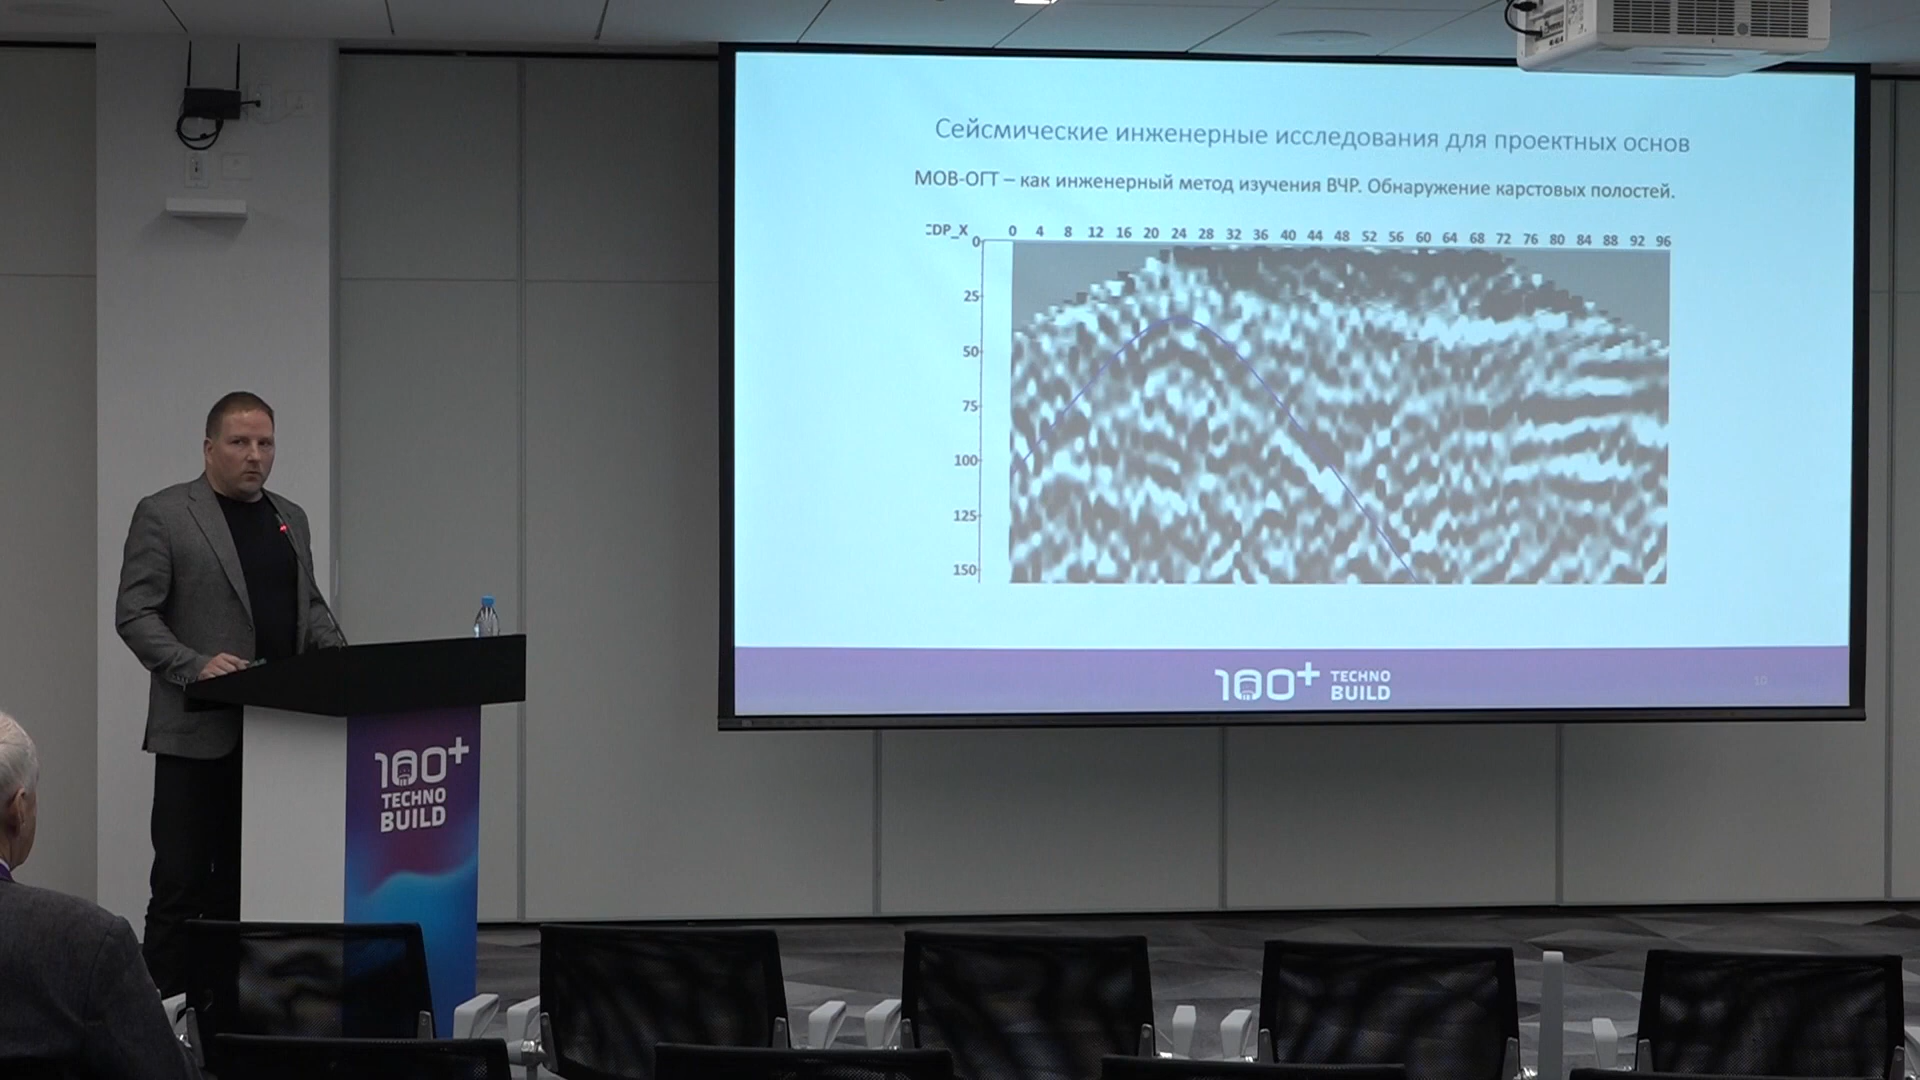 Сейсмические инженерные исследования для проектных основ
МОВ-ОГТ – как инженерный метод изучения ВЧР. Обнаружение карстовых полостей.
CDP_X 0 4 8 12 16 20 24 28 32 36 40 44 48 52 56 60 64 68 72 76 80 84 88 92 96
0
25
50
75
100
125
150
100+ TECHNO
BUILD
10
100+
TECHNO
BUILD